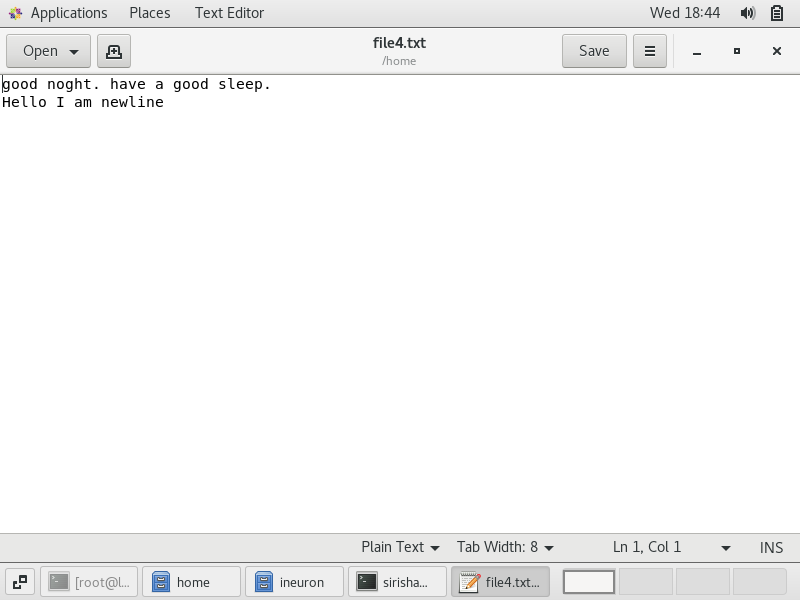 Applications Places Text Editor Wed 18:44
Open file4.txt Save
/home
good noght. have a good sleep.
Hello I am newline
Plain Text Tab Width: 8 Ln 1, Col 1 INS
[root@l... home ineuron sirisha... file4.txt...